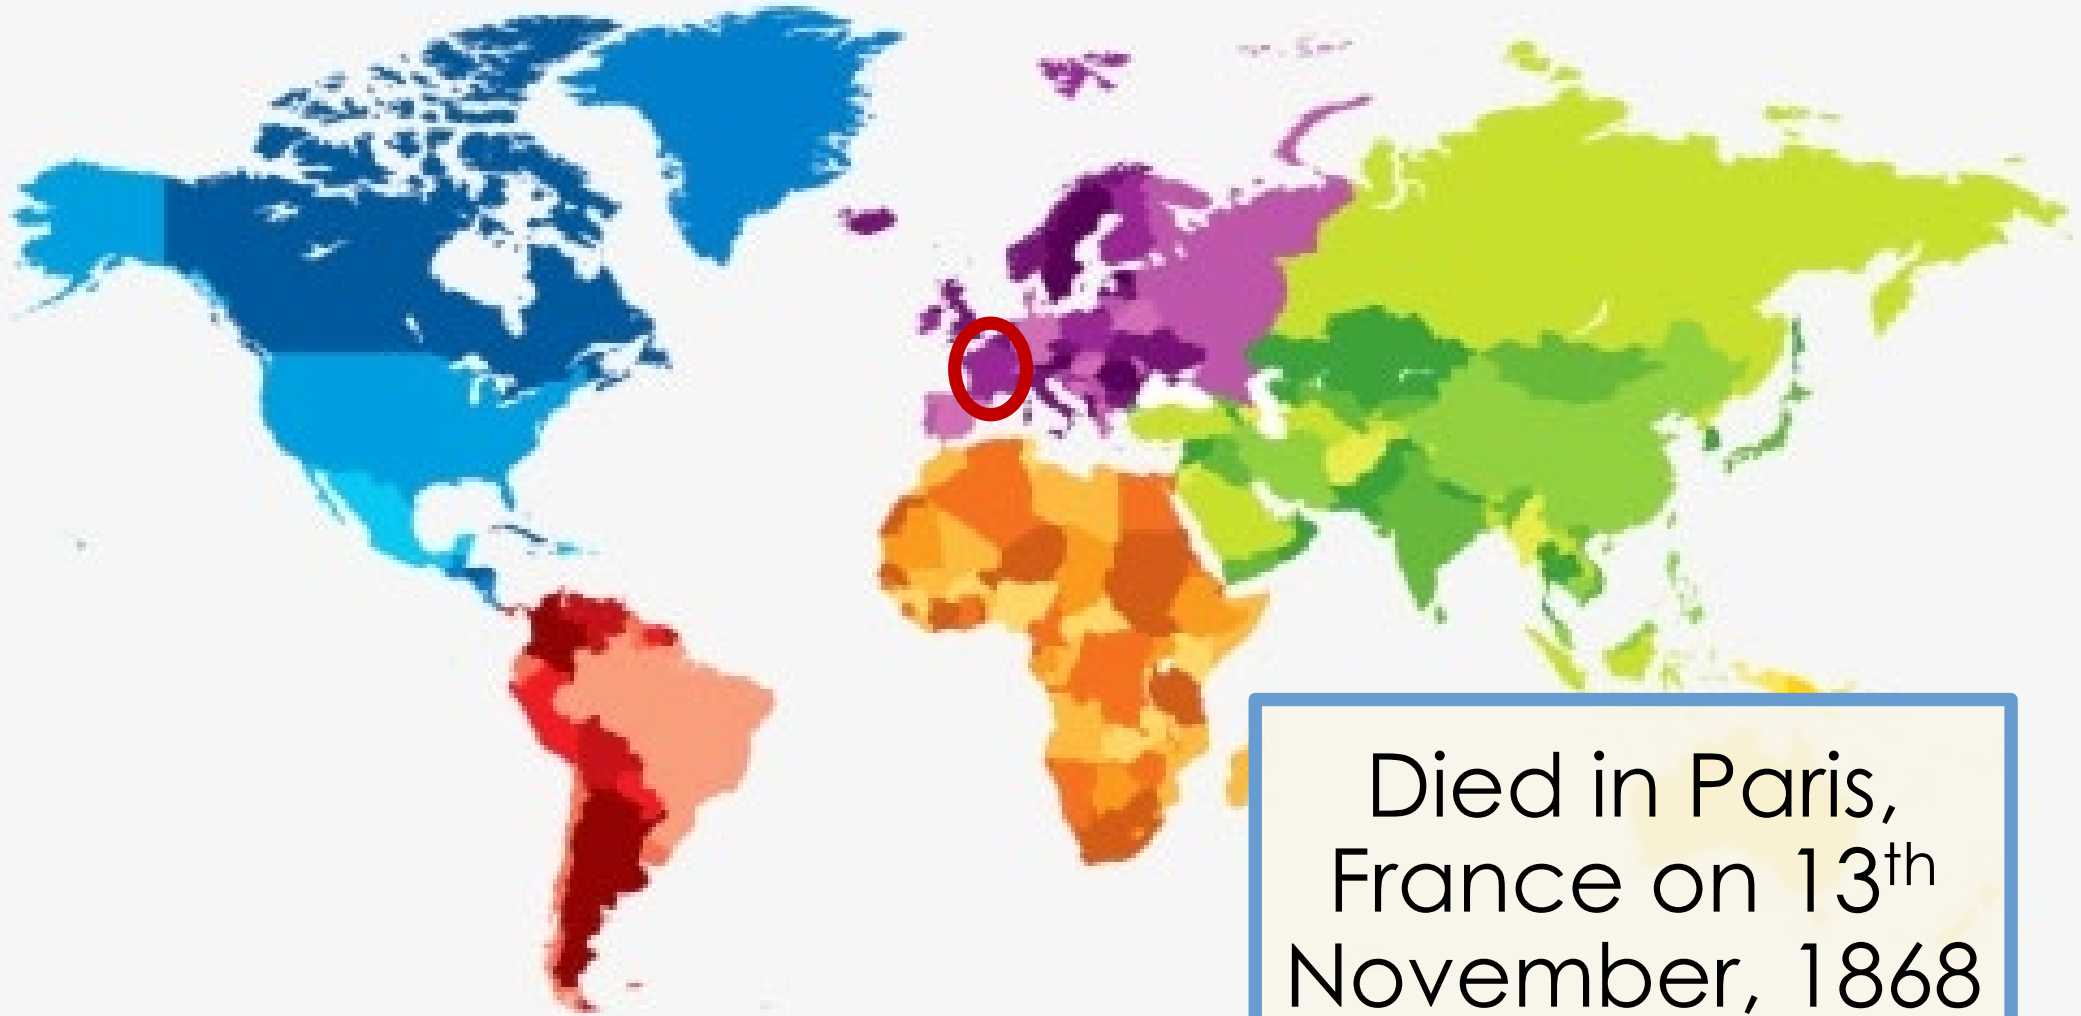 Died in Paris,
France on 13th
November, 1868